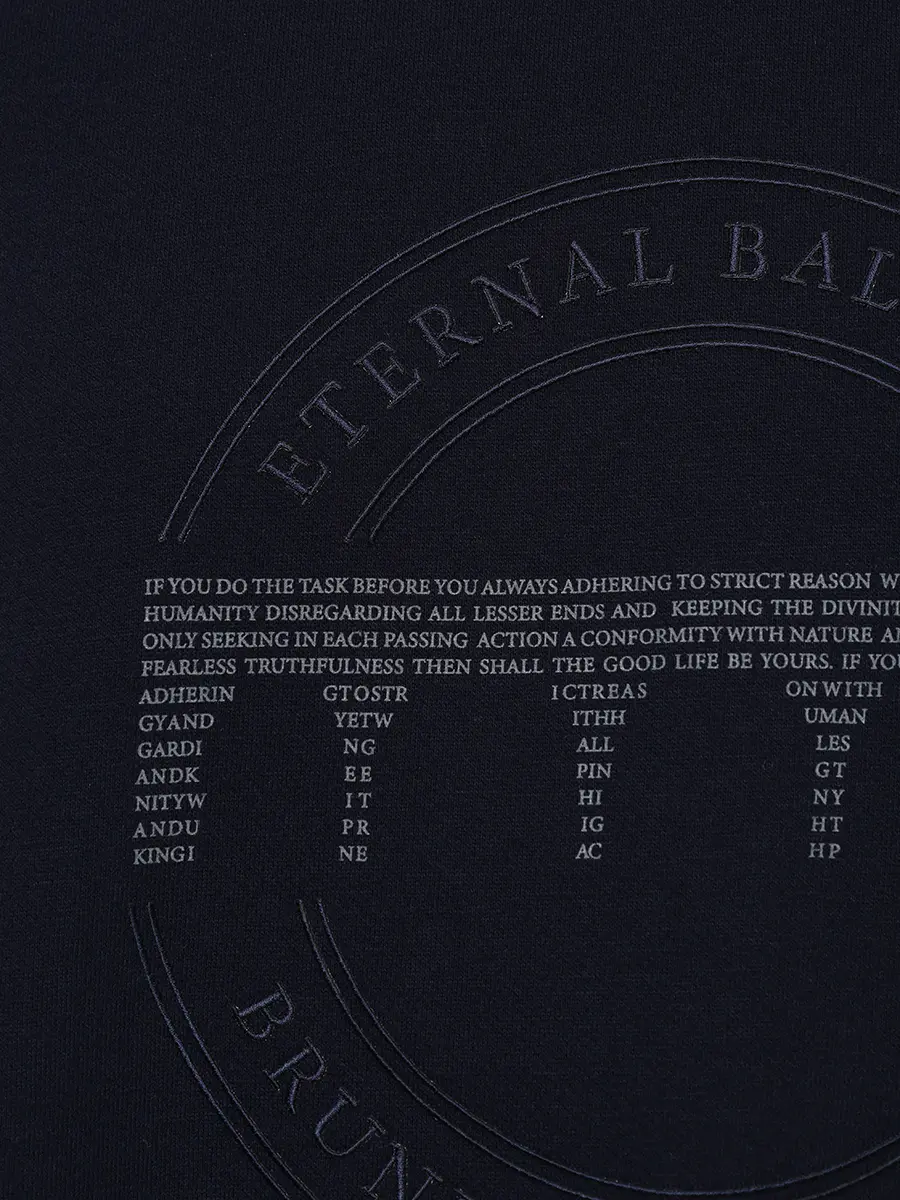 ETERNAL BAL
IF YOU DO THE TASK BEFORE YOU ALWAYS ADHERING TO STRICT REASON W
HUMANITY DISREGARDING ALL LESSER ENDS AND KEEPING THE DIVINIT
ONLY SEEKING IN EACH PASSING ACTION A CONFORMITY WITH NATURE A
FEARLESS TRUTHFULNESS THEN SHALL THE GOOD LIFE BE YOURS. IF YO
ADHERIN GTOSTR ICTREAS ON WITH
GYAND YETW ITHH UMAN
GARDI NG ALL LES
ANDK EE PIN GT
NITYW IT HI NY
ANDU PR IG HT
KINGI NE AC HP
BRUN